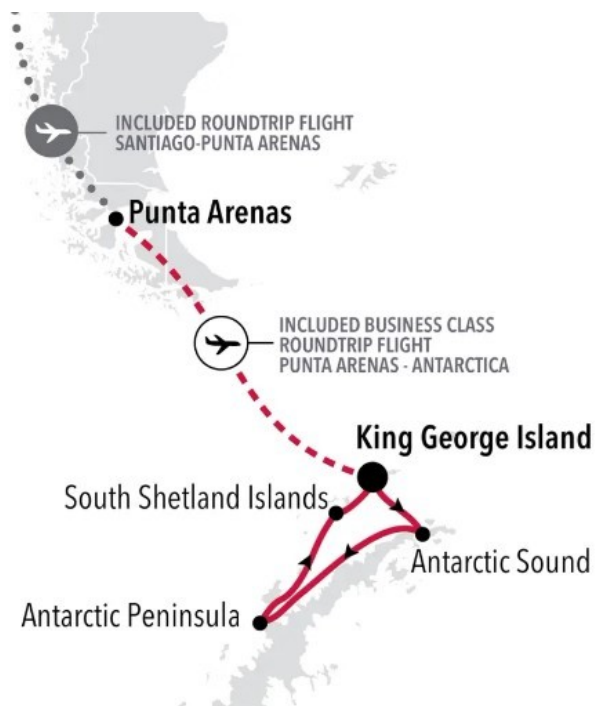 INCLUDED ROUNDTRIP FLIGHT
SANTIAGO-PUNTA ARENAS
Punta Arenas
INCLUDED BUSINESS CLASS
ROUNDTRIP FLIGHT
PUNTA ARENAS - ANTARCTICA
King George Island
South Shetland Islands
Antarctic Sound
Antarctic Peninsula